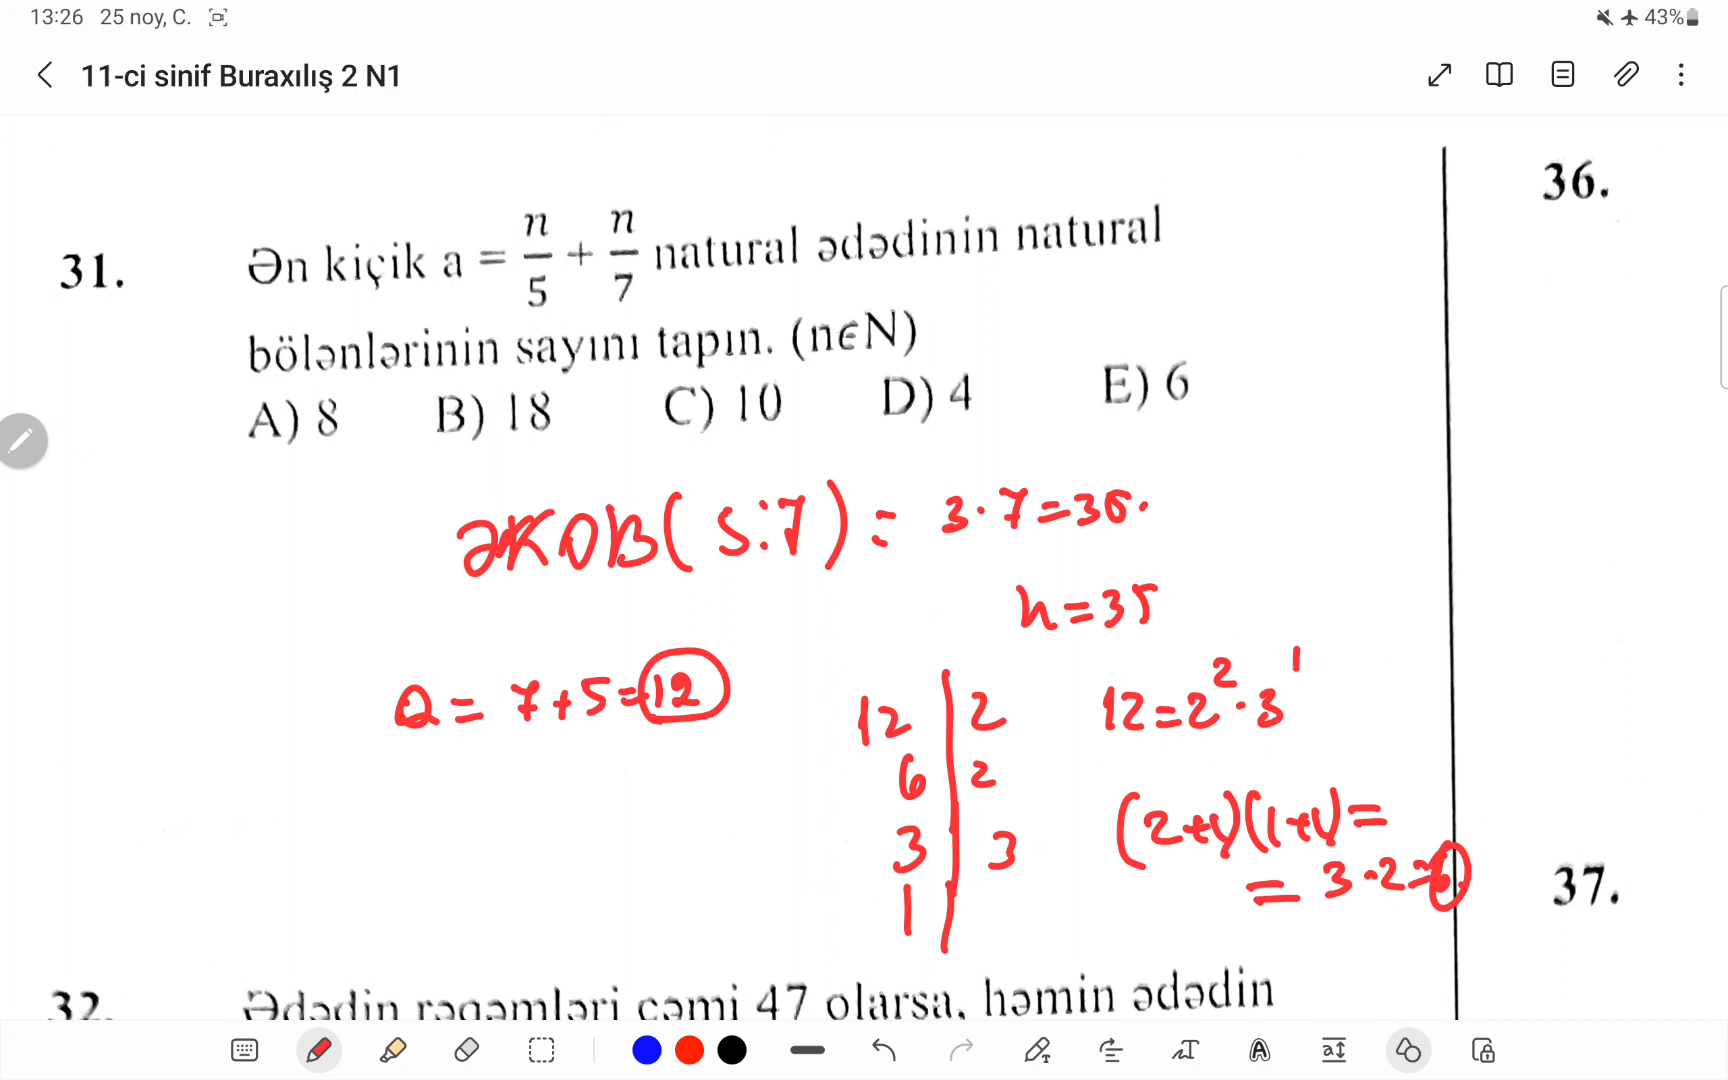 13:26 25 noy, C. 43%
11-ci sinif Buraxılış 2 N1
36.
31. Ən kiçik a = n/5 + n/7 natural ədədinin natural
bölənlərinin sayını tapın. (nϵN)
A) 8 B) 18 C) 10 D) 4 E) 6
ƏKOB(5:7)= 3·7=36.
n=35
a = 7+5=12
12 | 2
6 | 2
3 | 3
1
12=2²·3¹
(2+1)(1+1)=
= 3·2=6
37.
32. Ədədin rəqəmləri cəmi 47 olarsa, həmin ədədin